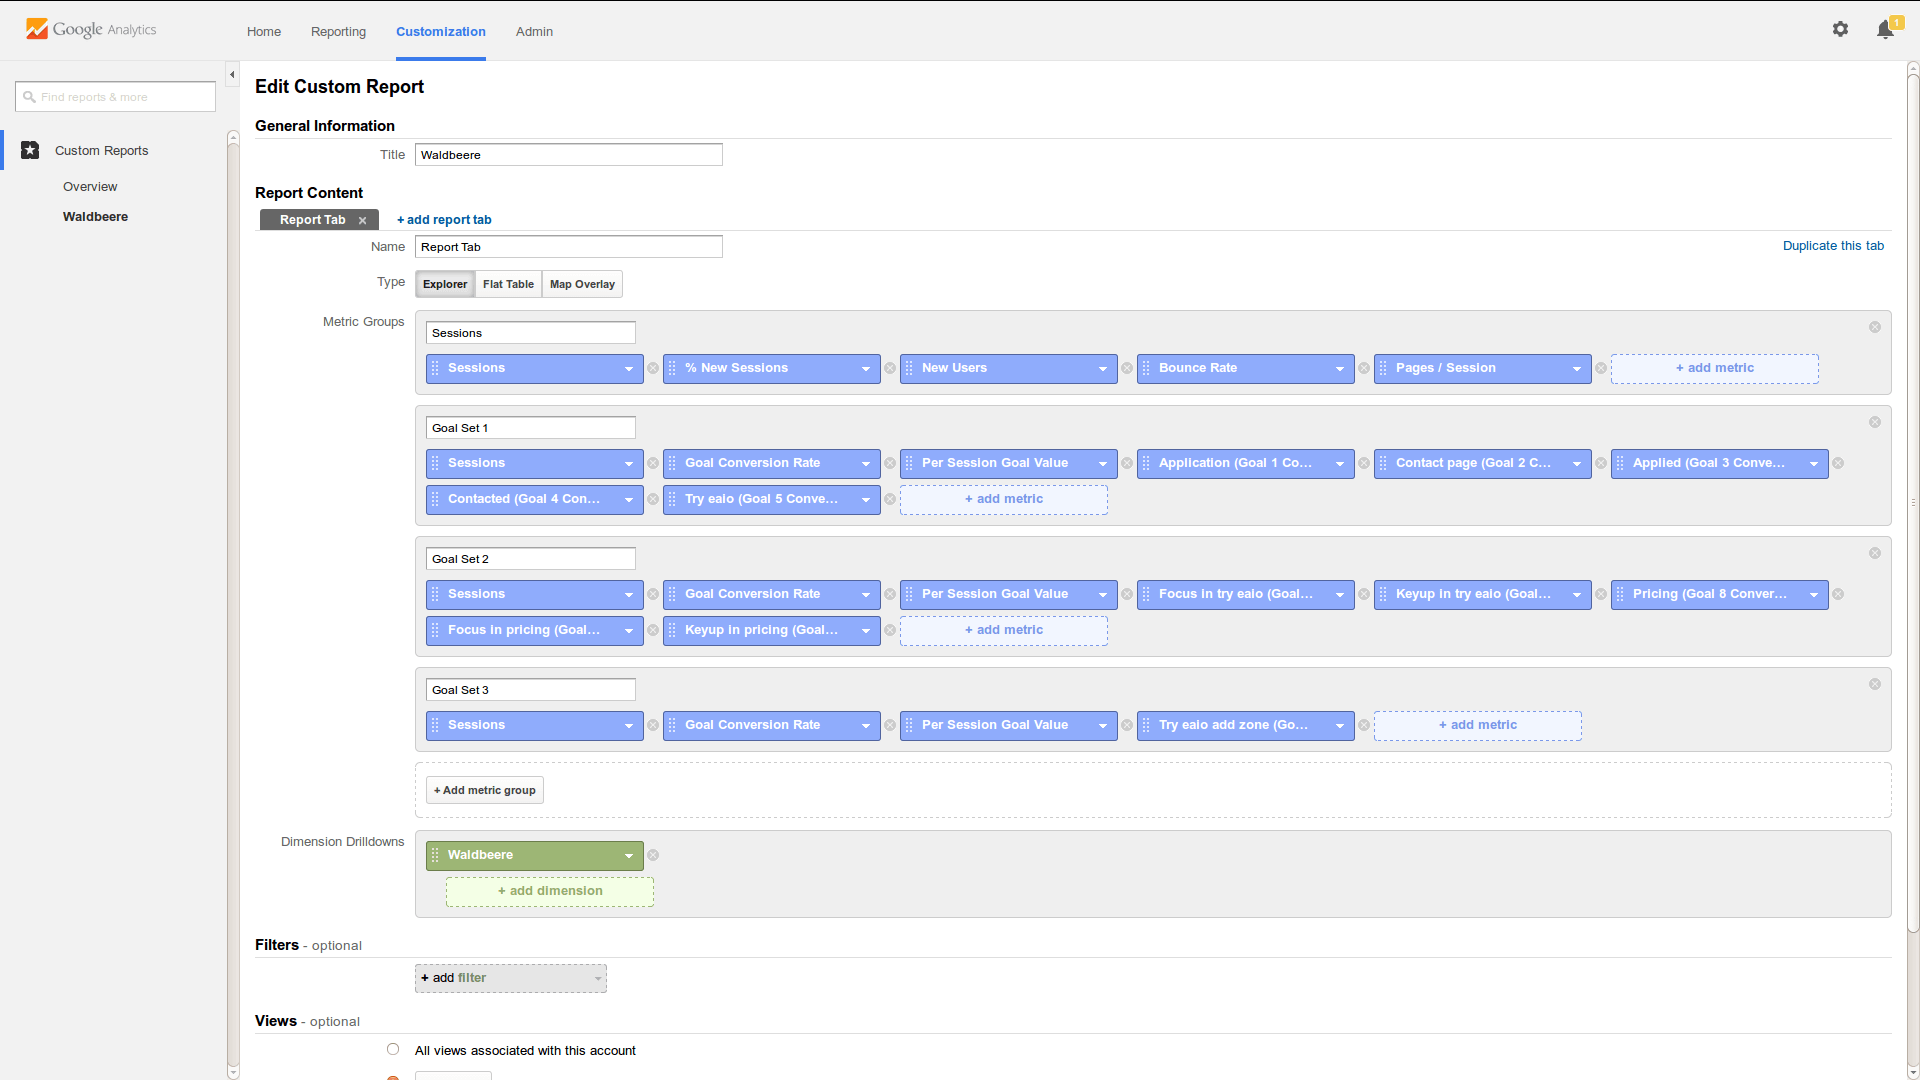 Google Analytics
Home Reporting Customization Admin
1
Find reports & more
Custom Reports
Overview
Waldbeere
Edit Custom Report
General Information
Title Waldbeere
Report Content
Report Tab × + add report tab
Name Report Tab Duplicate this tab
Type Explorer Flat Table Map Overlay
Metric Groups
Sessions
Sessions % New Sessions New Users Bounce Rate Pages / Session + add metric
Goal Set 1
Sessions Goal Conversion Rate Per Session Goal Value Application (Goal 1 Co... Contact page (Goal 2 C... Applied (Goal 3 Conve...
Contacted (Goal 4 Con... Try ealo (Goal 5 Conve... + add metric
Goal Set 2
Sessions Goal Conversion Rate Per Session Goal Value Focus in try ealo (Goal... Keyup in try ealo (Goal... Pricing (Goal 8 Conver...
Focus in pricing (Goal... Keyup in pricing (Goal... + add metric
Goal Set 3
Sessions Goal Conversion Rate Per Session Goal Value Try ealo add zone (Go... + add metric
+ Add metric group
Dimension Drilldowns
Waldbeere
+ add dimension
Filters - optional
+ add filter
Views - optional
All views associated with this account